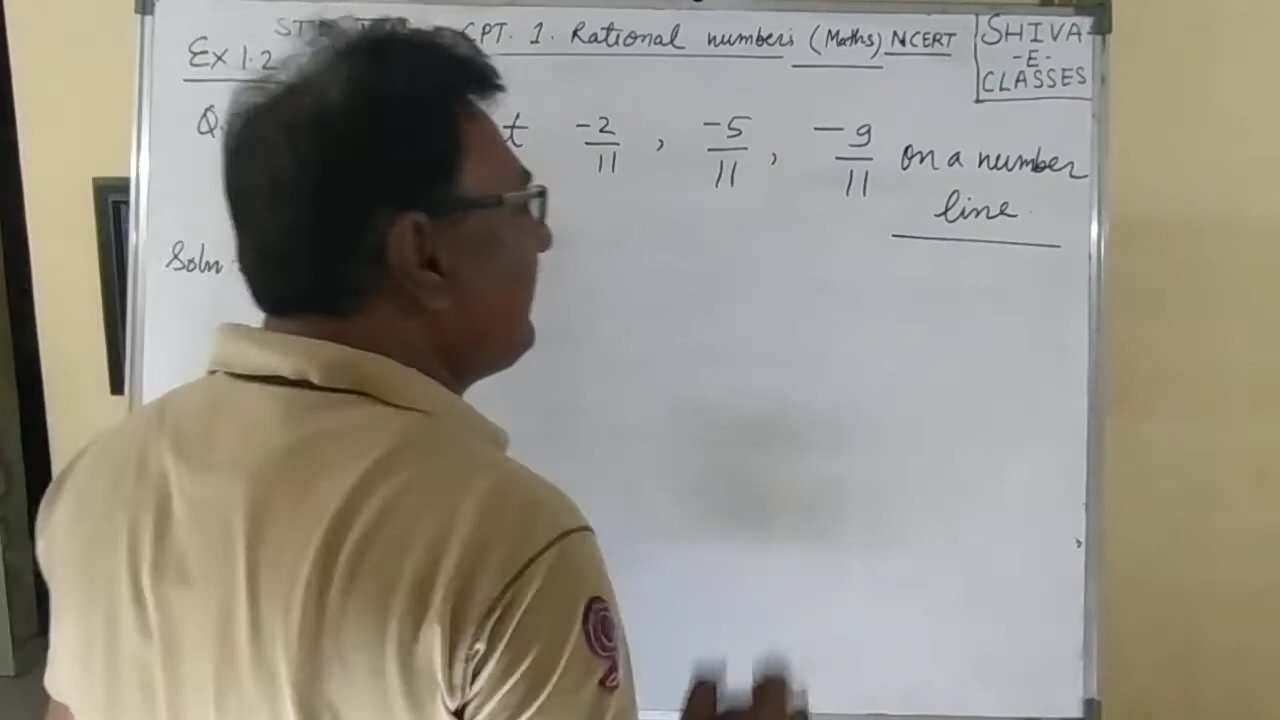 ST CPT. 1. Rational numbers (Maths) NCERT
SHIVA
-E-
CLASSES
Ex 1.2
Q. t -2/11 , -5/11 , -9/11 on a number
line.
Soln